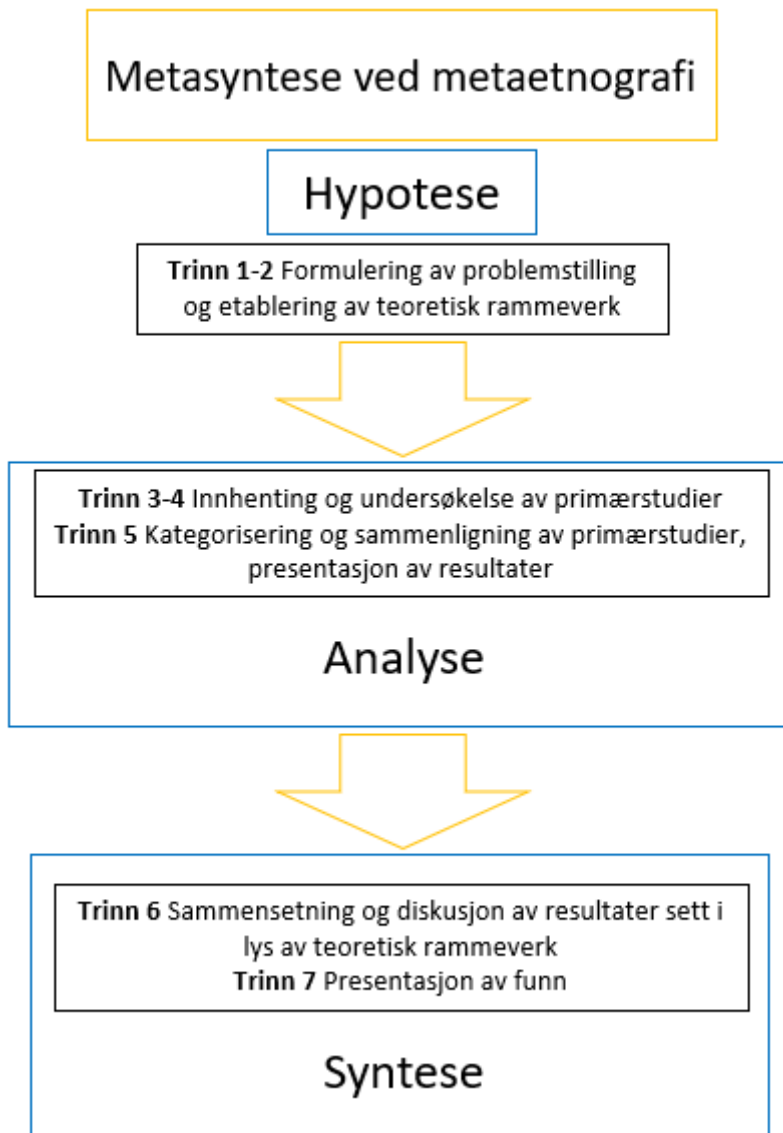 Metasyntese ved metaetnografi
Hypotese
Trinn 1-2 Formulering av problemstilling
og etablering av teoretisk rammeverk
Trinn 3-4 Innhenting og undersøkelse av primærstudier
Trinn 5 Kategorisering og sammenligning av primærstudier,
presentasjon av resultater
Analyse
Trinn 6 Sammensetning og diskusjon av resultater sett i
lys av teoretisk rammeverk
Trinn 7 Presentasjon av funn
Syntese